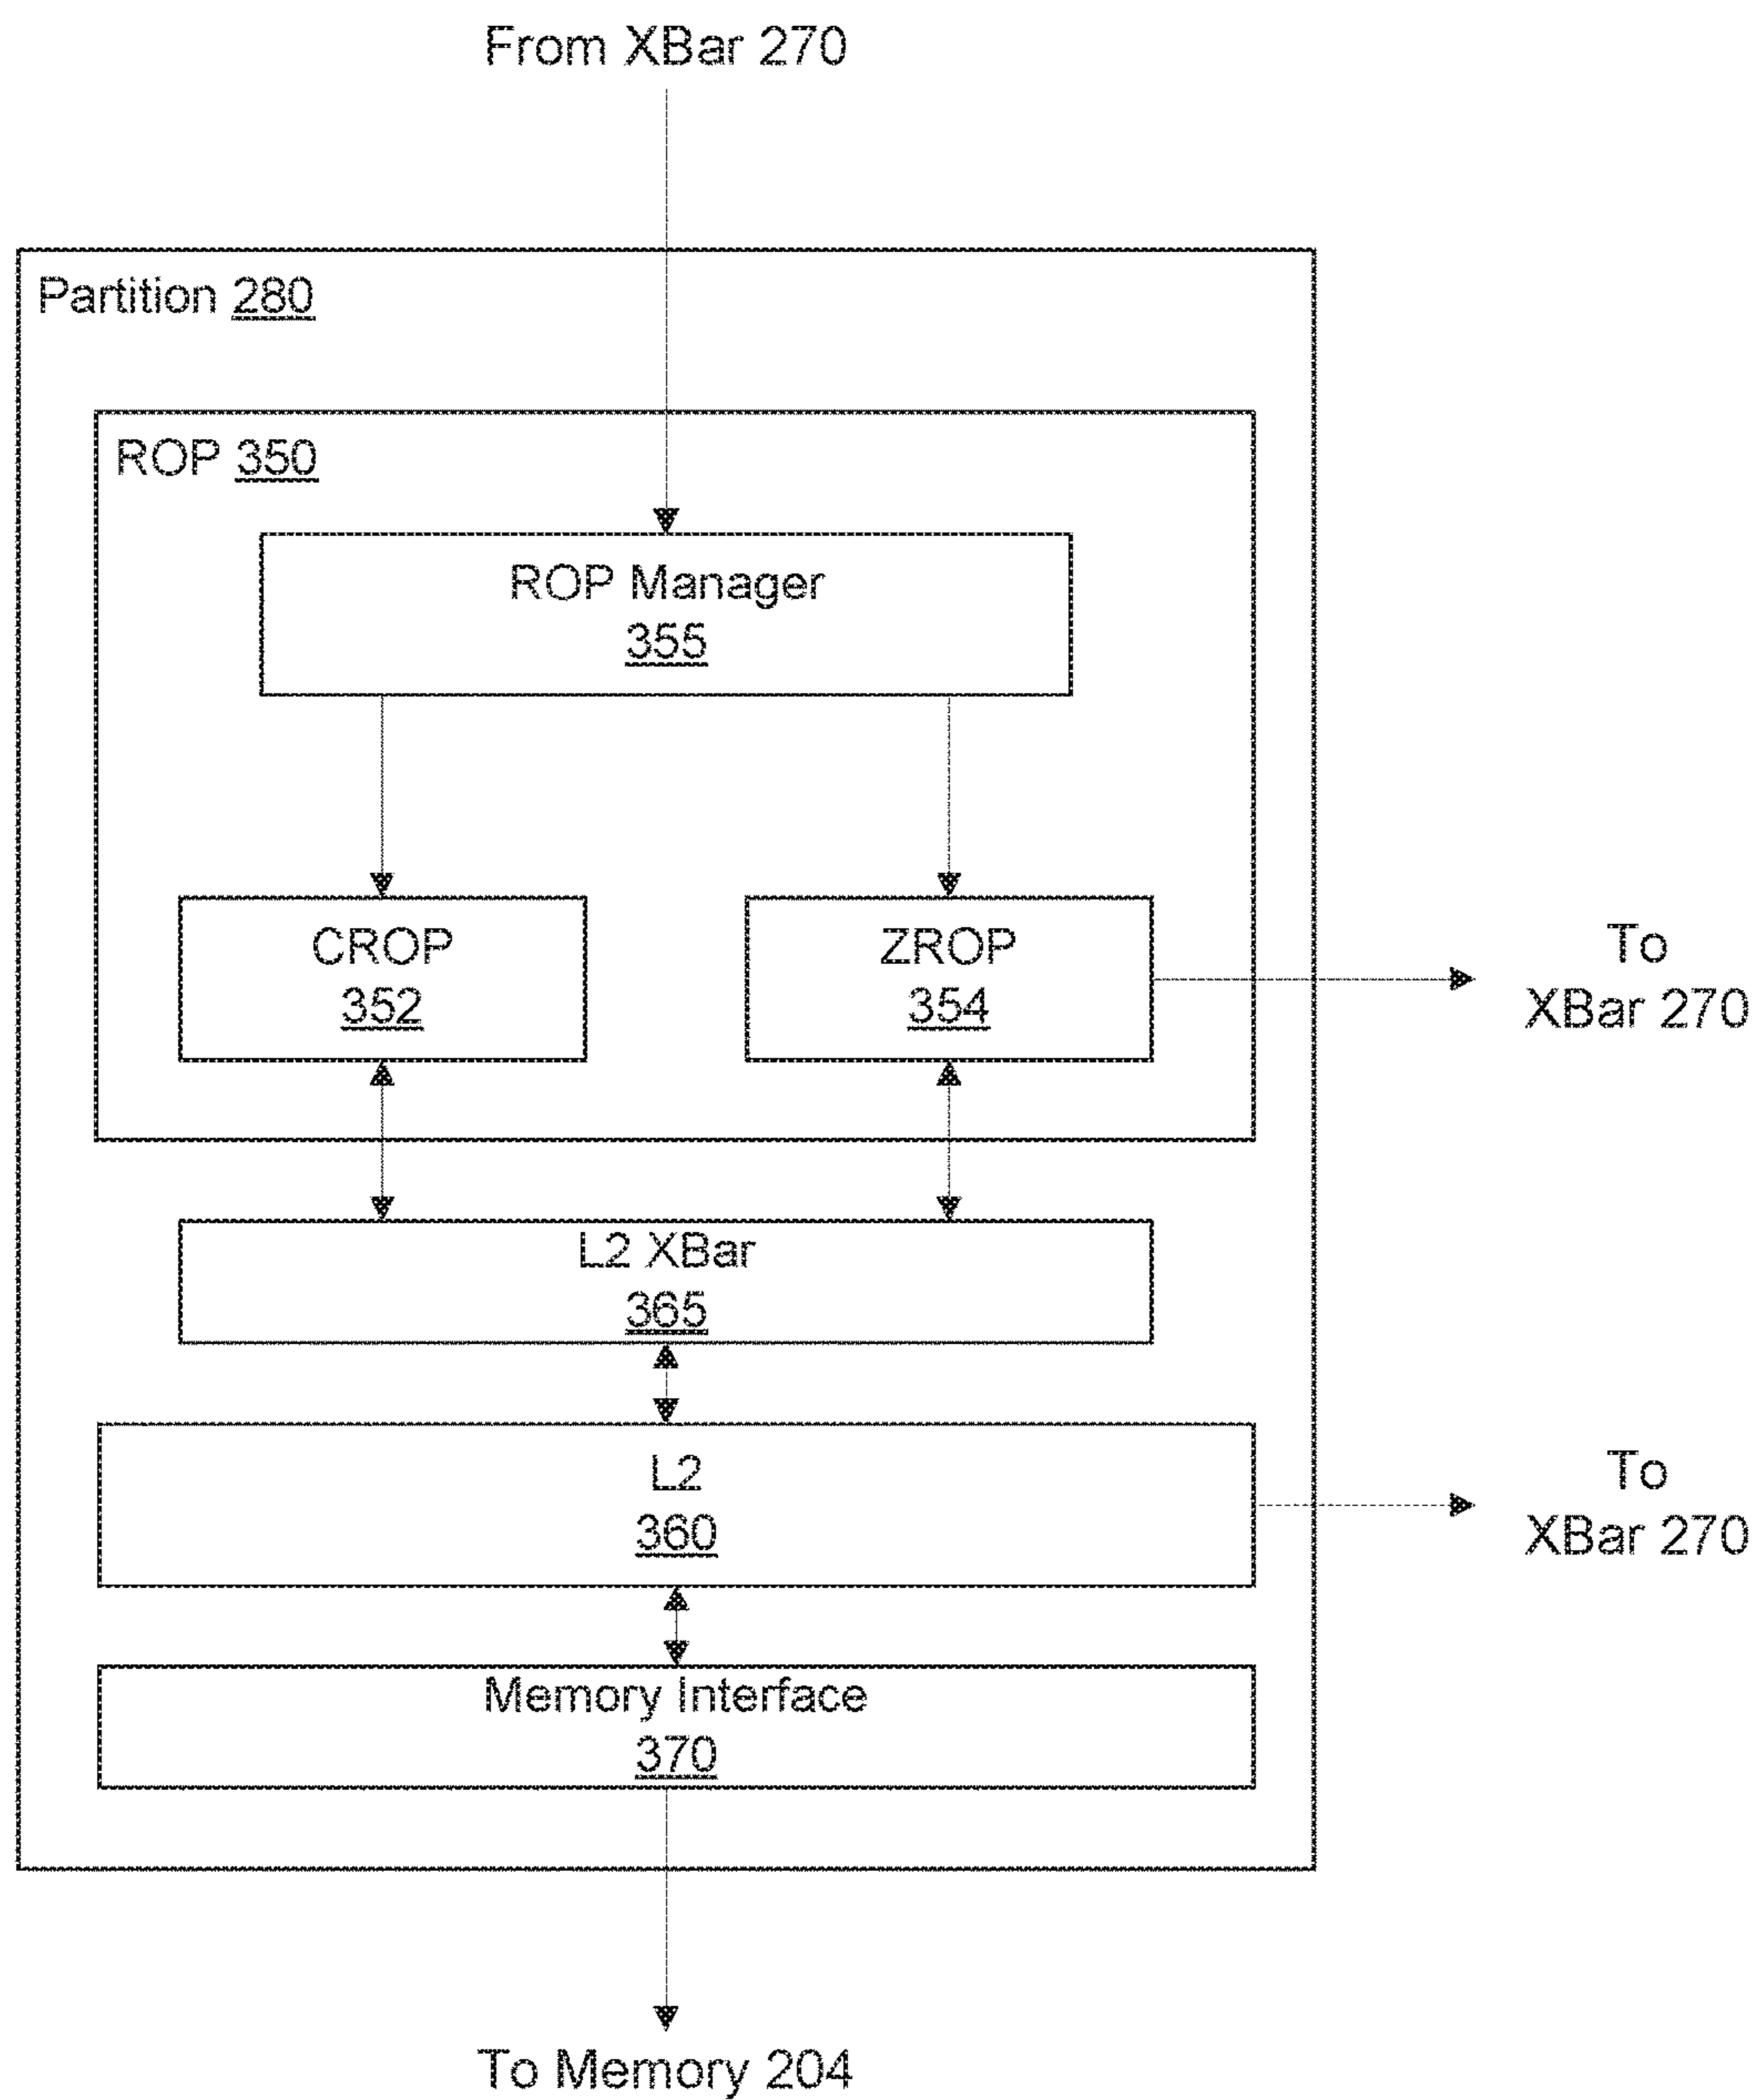 From XBar 270
Partition 280
ROP 350
ROP Manager
355
CROP
352
ZROP
354
To
XBar 270
L2 XBar
365
L2
360
To
XBar 270
Memory Interface
370
To Memory 204